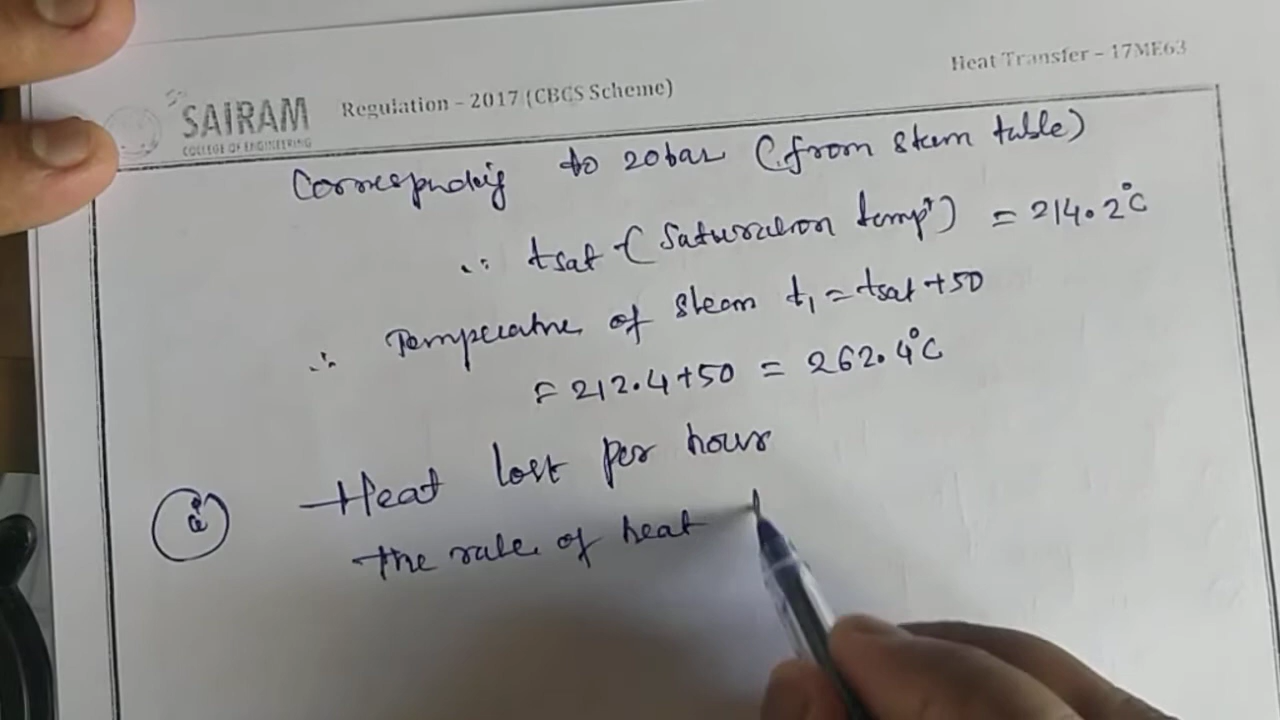 SAIRAM
COLLEGE OF ENGINEERING
Regulation - 2017 (CBCS Scheme)
Heat Transfer - 17ME63
Correspndig to 20bar (from steam table)
∴ tsat (Saturation tempr) = 214.2°C
∴ Temperature of steam t₁ = tsat + 50
= 212.4+50 = 262.4°C
Heat lost per hour
the rate of heat